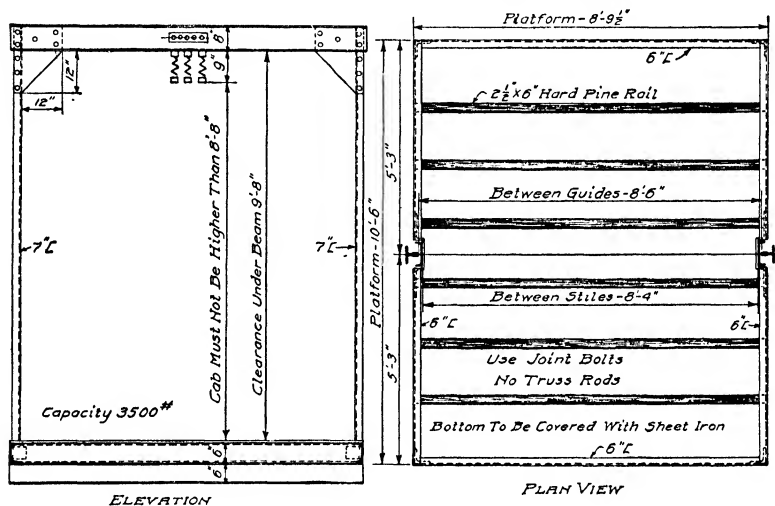 8"
9"
12"
12"
Cab Must Not Be Higher Than 8'-8"
Clearance Under Beam 9'-8"
7"[
7"[
Capacity 3500#
6"
6"
ELEVATION
Platform - 8'-9½"
6"[
2½" X 6" Hard Pine Rail
5'-3"
Platform - 10'-6"
Between Guides - 8'-6"
Between Stiles - 8'-4"
6"[
6"[
5'-3"
Use Joint Bolts
No Truss Rods
Bottom To Be Covered With Sheet Iron
6"[
PLAN VIEW